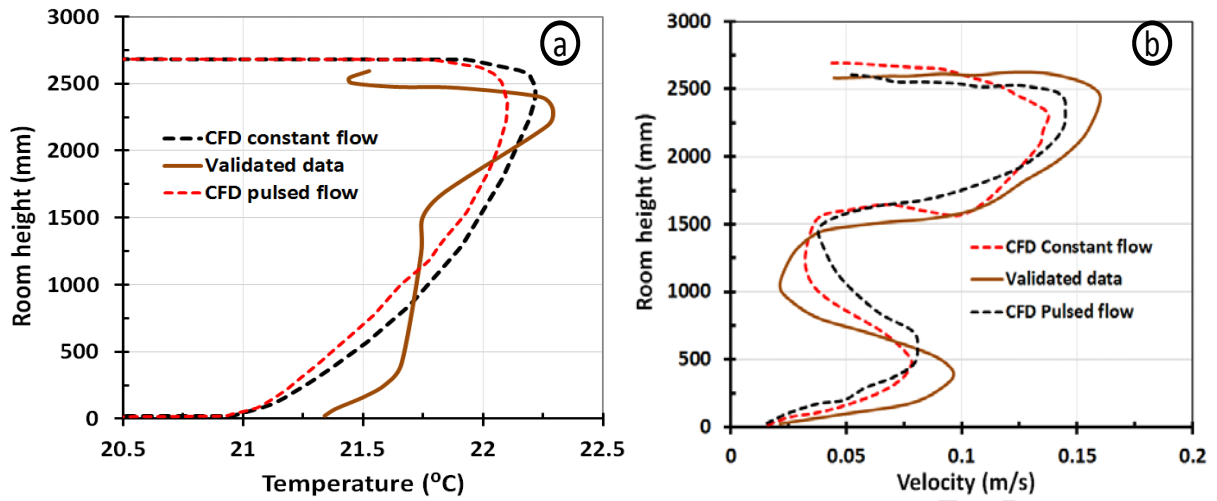 a
3000
2500
2000
1500
1000
500
0
Room height (mm)
CFD constant flow
Validated data
CFD pulsed flow
20.5 21 21.5 22 22.5
Temperature (⁰C)
b
3000
2500
2000
1500
1000
500
0
Room height (mm)
CFD Constant flow
Validated data
CFD Pulsed flow
0 0.05 0.1 0.15 0.2
Velocity (m/s)